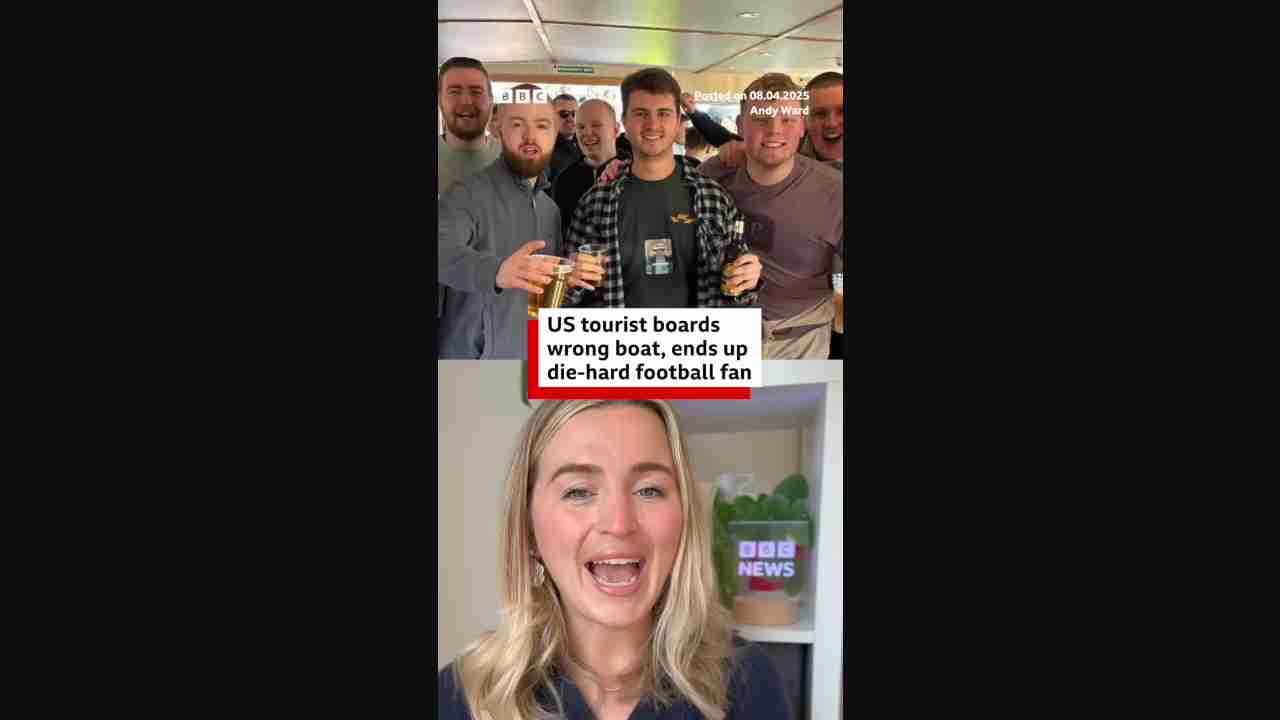 BBC
Posted on 08.04.2025
Andy Ward
US tourist boards
wrong boat, ends up
die-hard football fan
BBC
NEWS